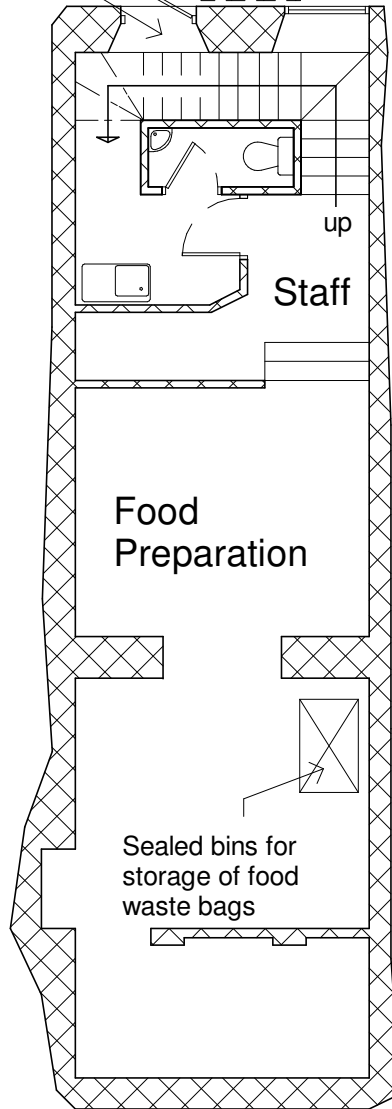 up
Staff
Food
Preparation
Sealed bins for
storage of food
waste bags